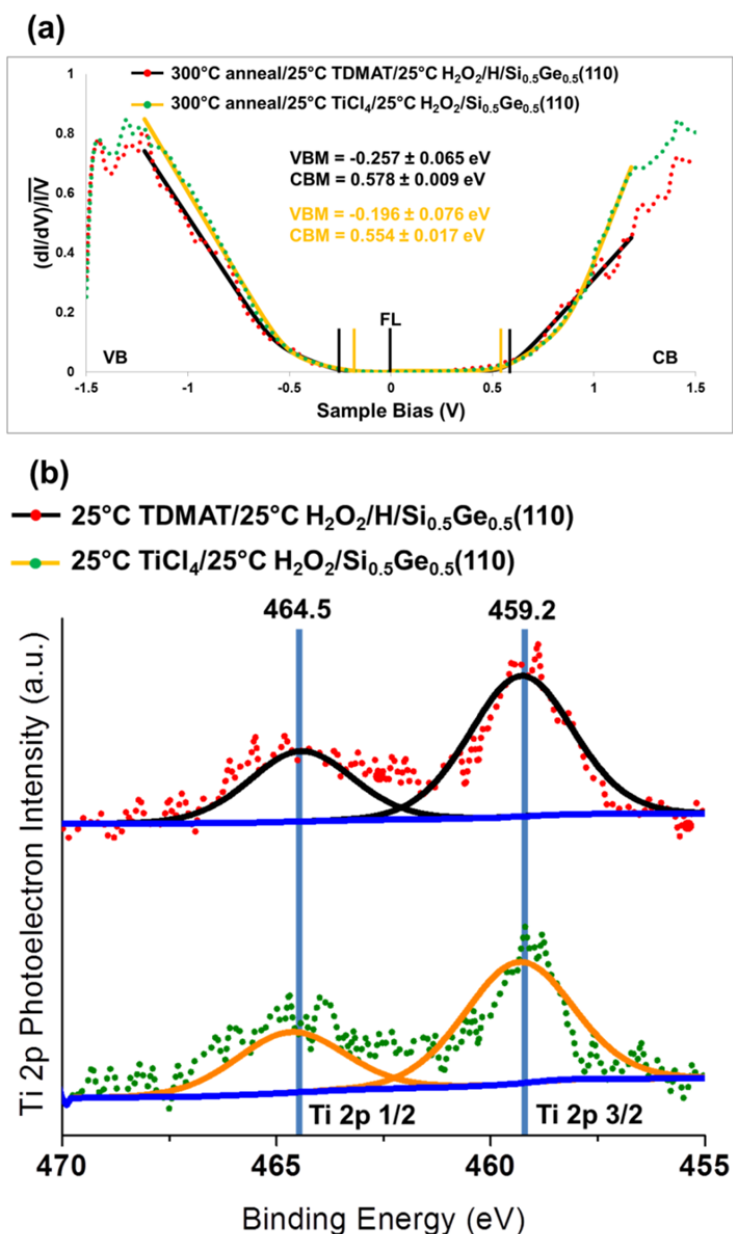 (a)
300°C anneal/25°C TDMAT/25°C H₂O₂/H/Si₀.₅Ge₀.₅(110)
300°C anneal/25°C TiCl₄/25°C H₂O₂/Si₀.₅Ge₀.₅(110)
VBM = -0.257 ± 0.065 eV
CBM = 0.578 ± 0.009 eV
VBM = -0.196 ± 0.076 eV
CBM = 0.554 ± 0.017 eV
(dI/dV)/I/V
1
0.8
0.6
0.4
0.2
0
FL
VB
CB
-1.5 -1 -0.5 0 0.5 1 1.5
Sample Bias (V)
(b)
25°C TDMAT/25°C H₂O₂/H/Si₀.₅Ge₀.₅(110)
25°C TiCl₄/25°C H₂O₂/Si₀.₅Ge₀.₅(110)
464.5 459.2
Ti 2p Photoelectron Intensity (a.u.)
Ti 2p 1/2 Ti 2p 3/2
470 465 460 455
Binding Energy (eV)